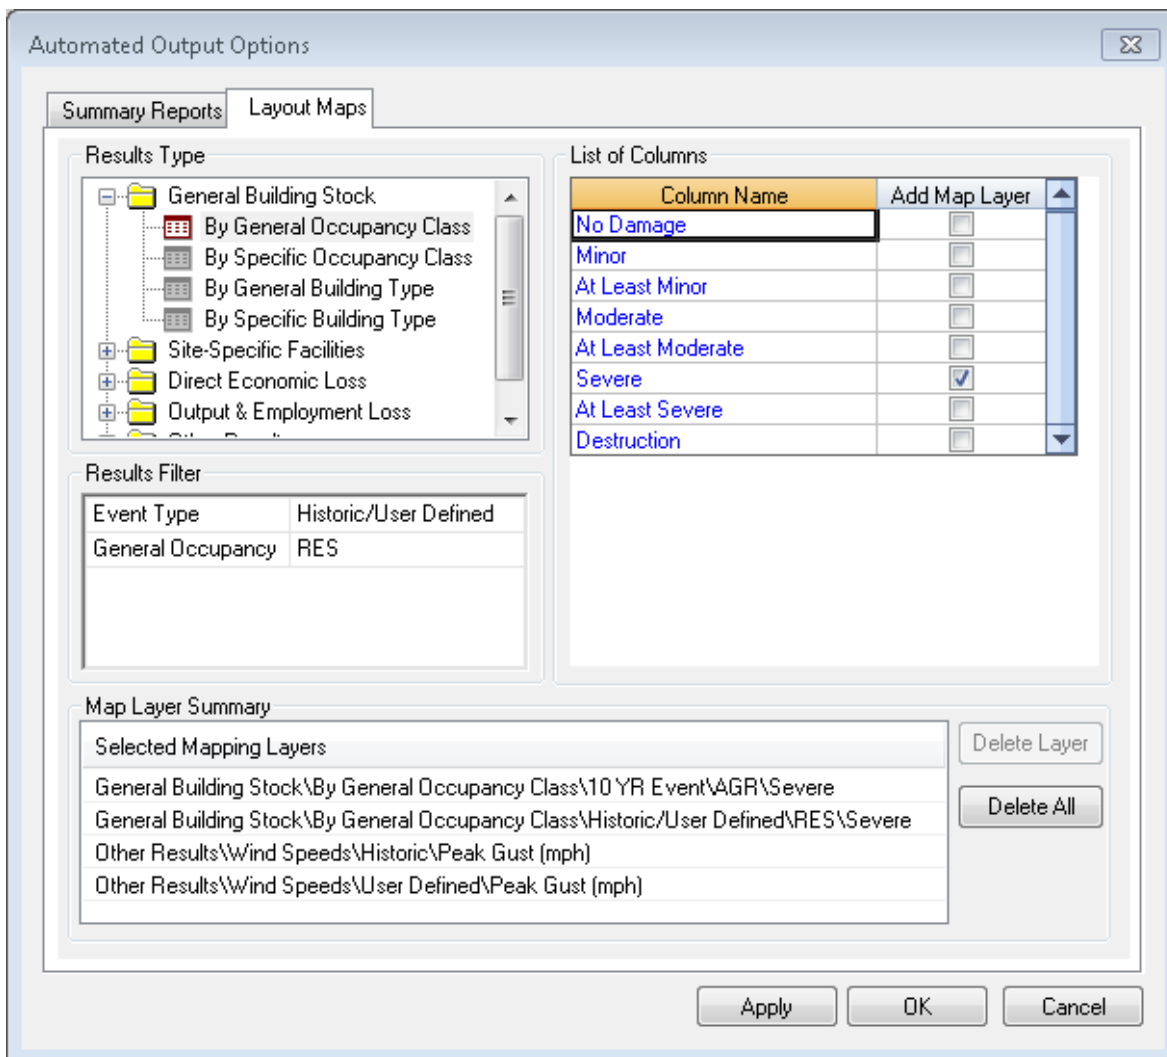 Automated Output Options
Summary Reports
Layout Maps
Results Type
General Building Stock
By General Occupancy Class
By Specific Occupancy Class
By General Building Type
By Specific Building Type
Site-Specific Facilities
Direct Economic Loss
Output & Employment Loss
List of Columns
Column Name Add Map Layer
No Damage
Minor
At Least Minor
Moderate
At Least Moderate
Severe
At Least Severe
Destruction
Results Filter
Event Type Historic/User Defined
General Occupancy RES
Map Layer Summary
Selected Mapping Layers
General Building Stock\By General Occupancy Class\10 YR Event\AGR\Severe
General Building Stock\By General Occupancy Class\Historic/User Defined\RES\Severe
Other Results\Wind Speeds\Historic\Peak Gust (mph)
Other Results\Wind Speeds\User Defined\Peak Gust (mph)
Delete Layer
Delete All
Apply
OK
Cancel